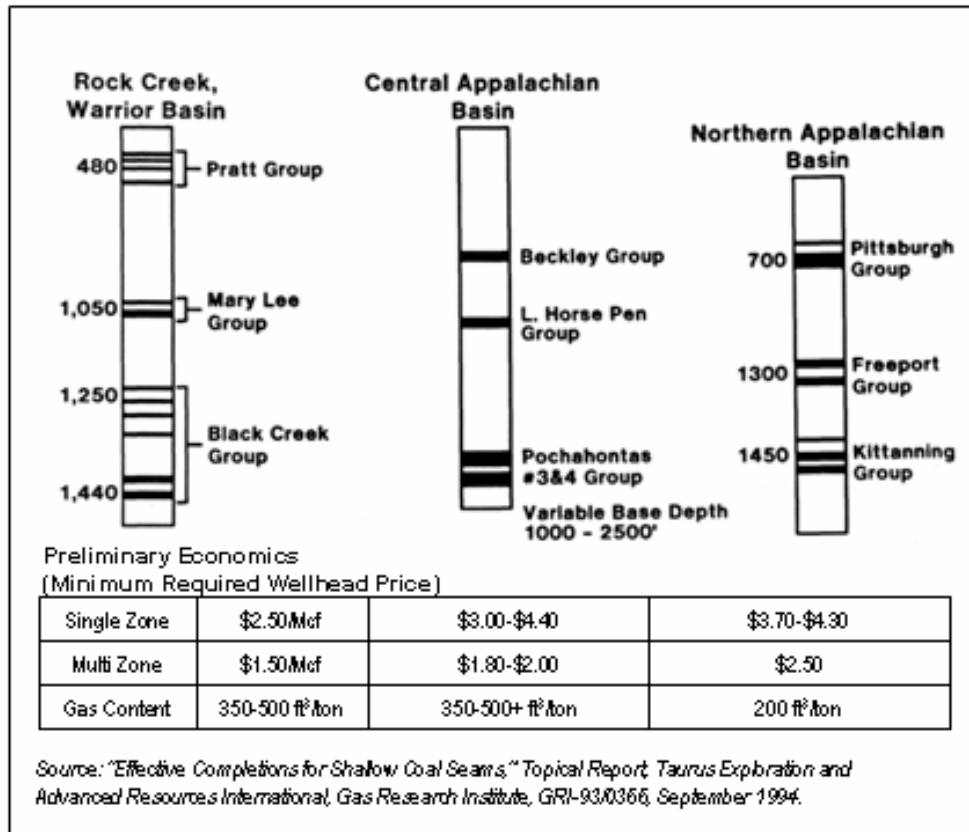 Rock Creek,
Warrior Basin
480
Pratt Group
1,050
Mary Lee
Group
1,250
Black Creek
Group
1,440
Central Appalachian
Basin
Beckley Group
L. Horse Pen
Group
Pochahontas
#3&4 Group
Variable Base Depth
1000 - 2500'
Northern Appalachian
Basin
700
Pittsburgh
Group
1300
Freeport
Group
1450
Kittanning
Group
Preliminary Economics
(Minimum Required Wellhead Price)
Single Zone $2.50/Mcf $3.00-$4.40 $3.70-$4.30
Multi Zone $1.50/Mcf $1.80-$2.00 $2.50
Gas Content 350-500 ft³/ton 350-500+ ft³/ton 200 ft³/ton
Source: "Effective Completions for Shallow Coal Seams," Topical Report, Taurus Exploration and
Advanced Resources International, Gas Research Institute, GRI-93/0366, September 1994.